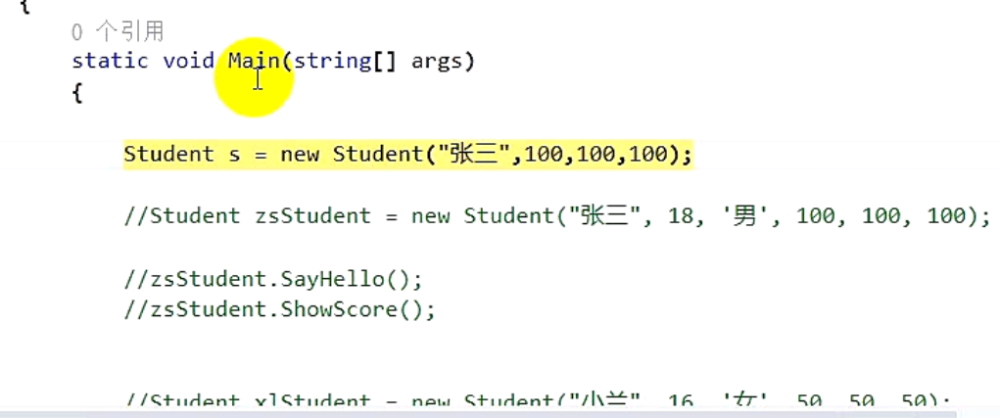 {
0 个引用
static void Main(string[] args)
{
Student s = new Student("张三",100,100,100);
//Student zsStudent = new Student("张三", 18, '男', 100, 100, 100);
//zsStudent.SayHello();
//zsStudent.ShowScore();
//Student xlStudent = new Student("小兰", 16, '女', 50, 50, 50);